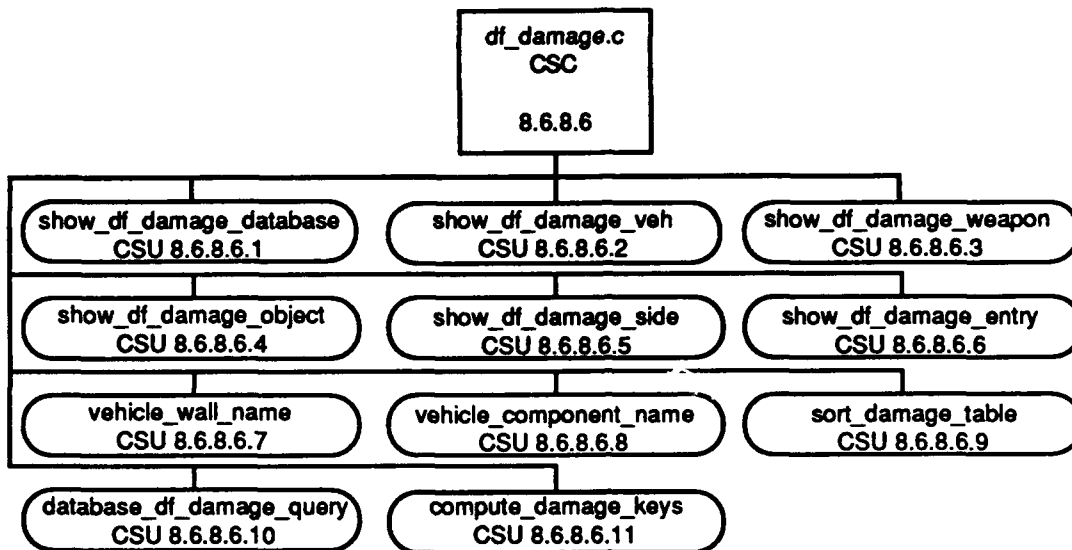 df_damage.c
CSC
8.6.8.6
show_df_damage_database
CSU 8.6.8.6.1
show_df_damage_veh
CSU 8.6.8.6.2
show_df_damage_weapon
CSU 8.6.8.6.3
show_df_damage_object
CSU 8.6.8.6.4
show_df_damage_side
CSU 8.6.8.6.5
show_df_damage_entry
CSU 8.6.8.6.6
vehicle_wall_name
CSU 8.6.8.6.7
vehicle_component_name
CSU 8.6.8.6.8
sort_damage_table
CSU 8.6.8.6.9
database_df_damage_query
CSU 8.6.8.6.10
compute_damage_keys
CSU 8.6.8.6.11